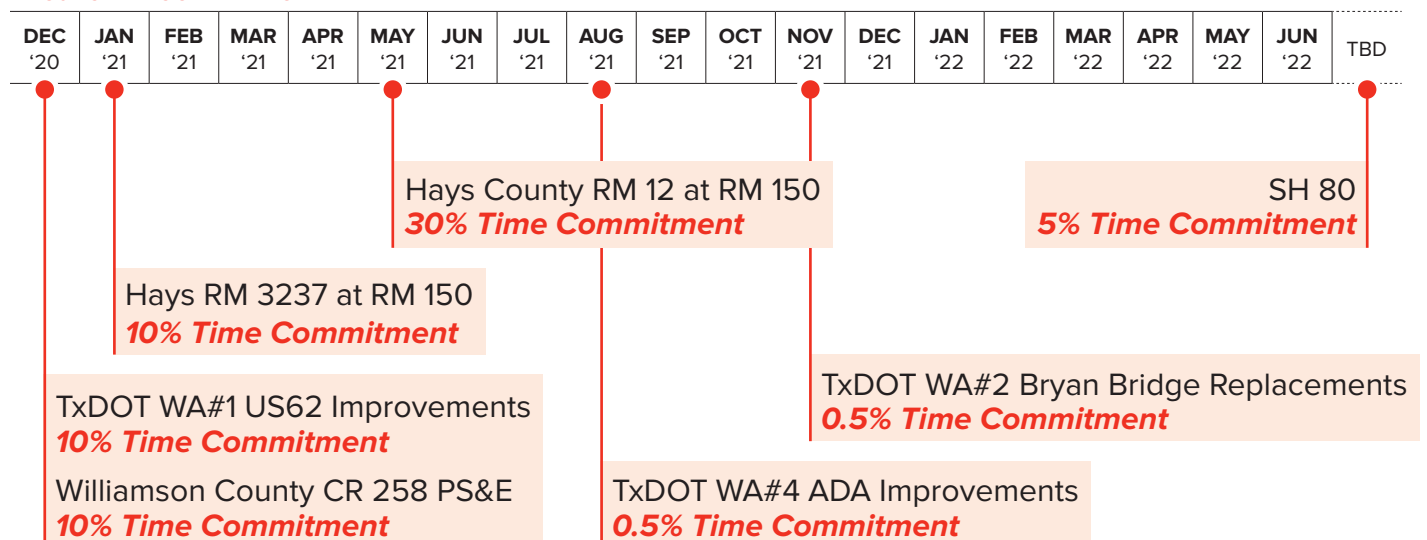 DEC JAN FEB MAR APR MAY JUN JUL AUG SEP OCT NOV DEC JAN FEB MAR APR MAY JUN TBD
‘20 ‘21 ‘21 ‘21 ‘21 ‘21 ‘21 ‘21 ‘21 ‘21 ‘21 ‘21 ‘21 ‘22 ‘22 ‘22 ‘22 ‘22 ‘22
Hays County RM 12 at RM 150
30% Time Commitment
SH 80
5% Time Commitment
Hays RM 3237 at RM 150
10% Time Commitment
TxDOT WA#1 US62 Improvements
10% Time Commitment
TxDOT WA#2 Bryan Bridge Replacements
0.5% Time Commitment
Williamson County CR 258 PS&E
10% Time Commitment
TxDOT WA#4 ADA Improvements
0.5% Time Commitment